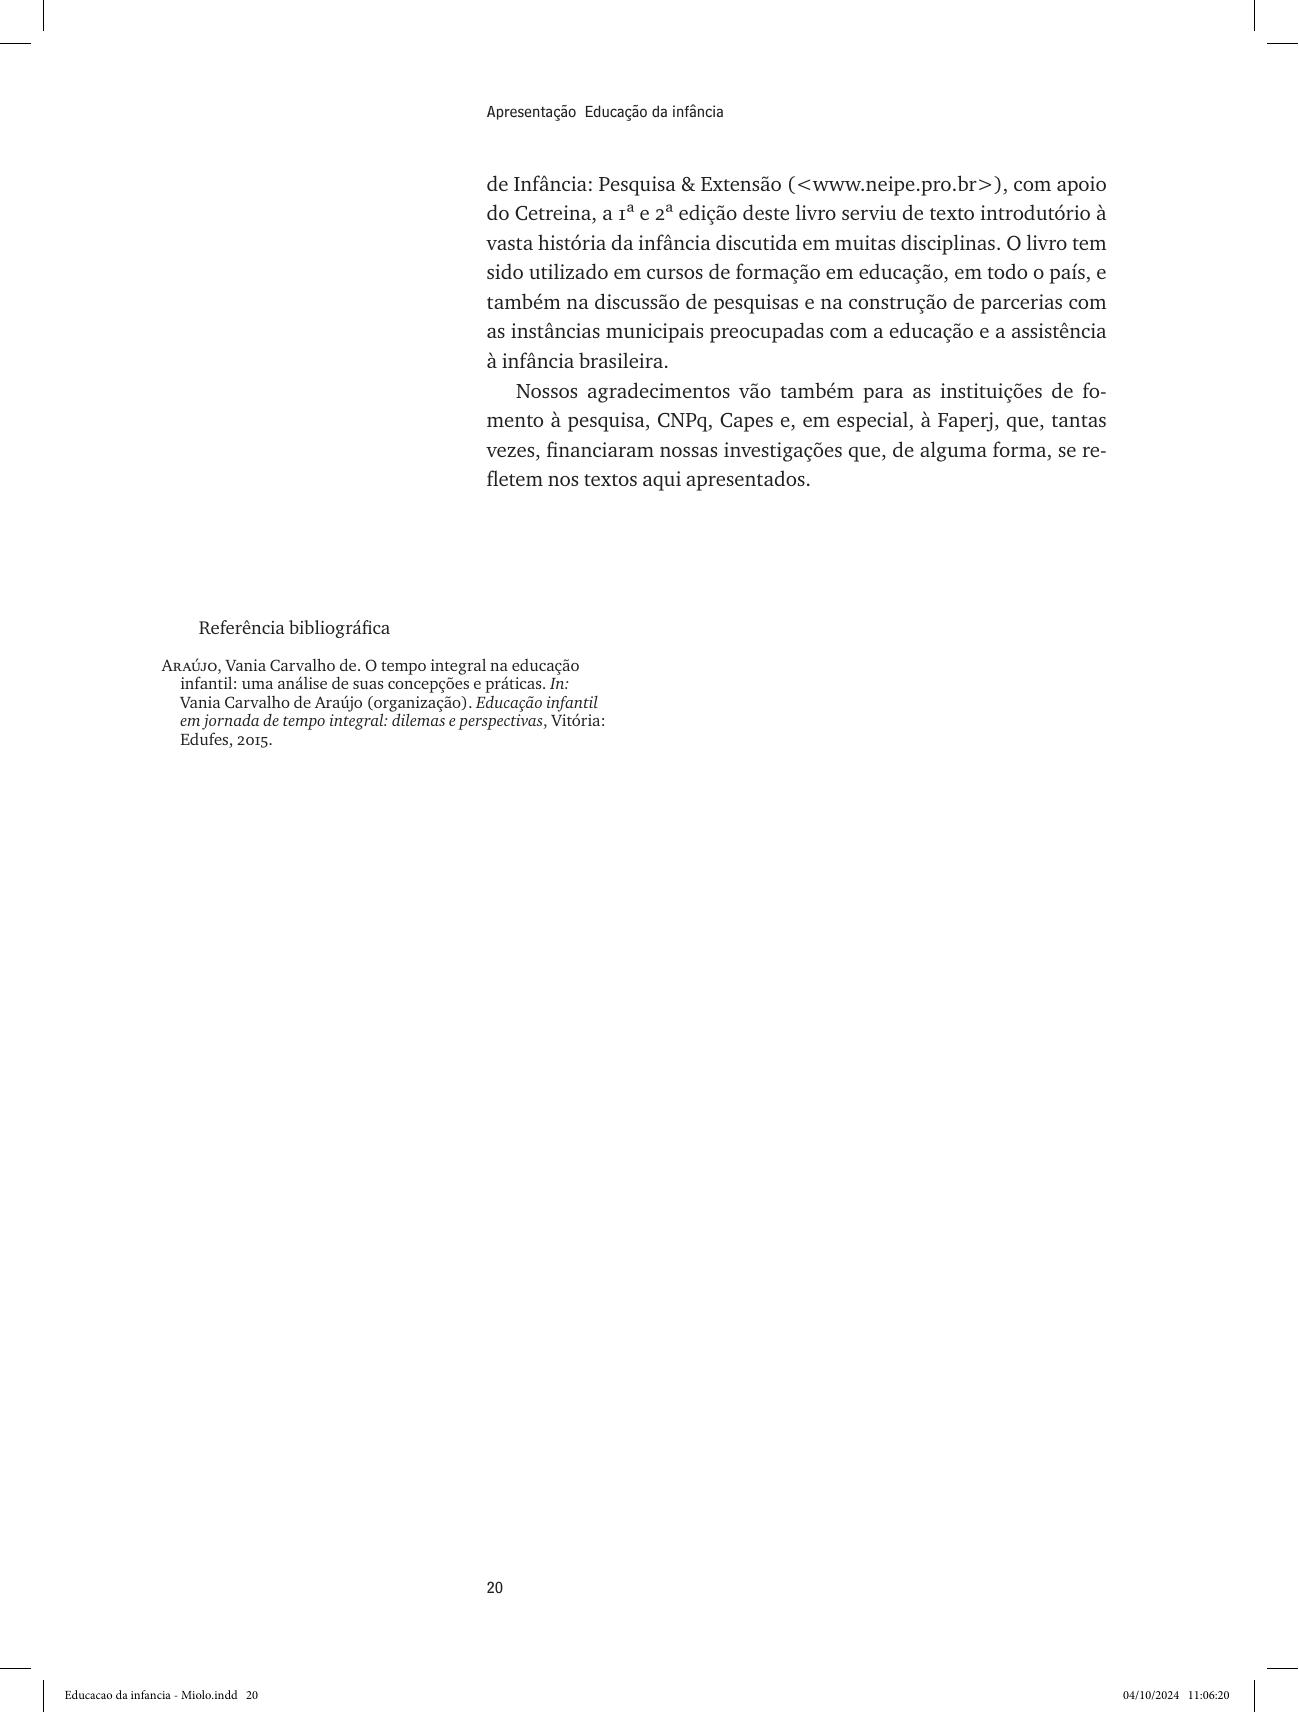 Apresentação Educação da infância
de Infância: Pesquisa & Extensão (<www.neipe.pro.br>), com apoio
do Cetreina, a 1ª e 2ª edição deste livro serviu de texto introdutório à
vasta história da infância discutida em muitas disciplinas. O livro tem
sido utilizado em cursos de formação em educação, em todo o país, e
também na discussão de pesquisas e na construção de parcerias com
as instâncias municipais preocupadas com a educação e a assistência
à infância brasileira.
Nossos agradecimentos vão também para as instituições de fo-
mento à pesquisa, CNPq, Capes e, em especial, à Faperj, que, tantas
vezes, financiaram nossas investigações que, de alguma forma, se re-
fletem nos textos aqui apresentados.
Referência bibliográfica
Araújo, Vania Carvalho de. O tempo integral na educação
infantil: uma análise de suas concepções e práticas. In:
Vania Carvalho de Araújo (organização). Educação infantil
em jornada de tempo integral: dilemas e perspectivas, Vitória:
Edufes, 2015.
20
Educacao da infancia - Miolo.indd 20
04/10/2024 11:06:20